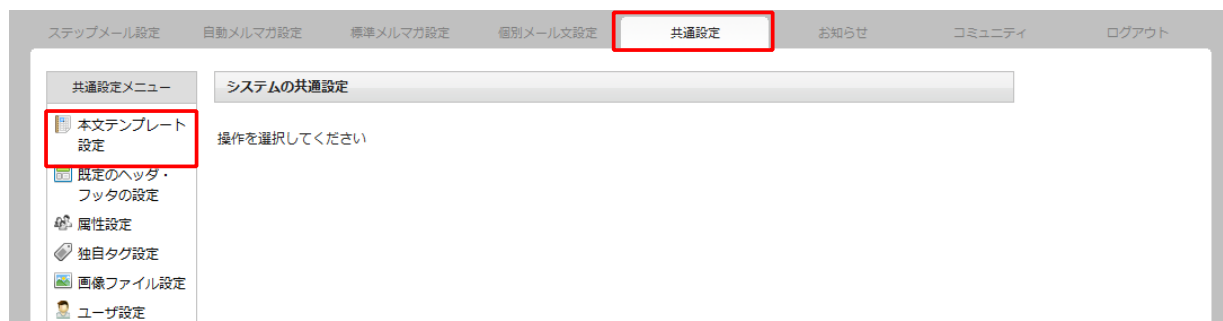 ステップメール設定 自動メルマガ設定 標準メルマガ設定 個別メール文設定 共通設定 お知らせ コミュニティ ログアウト
共通設定メニュー
システムの共通設定
本文テンプレート
設定
操作を選択してください
既定のヘッダ・
フッタの設定
属性設定
独自タグ設定
画像ファイル設定
ユーザ設定